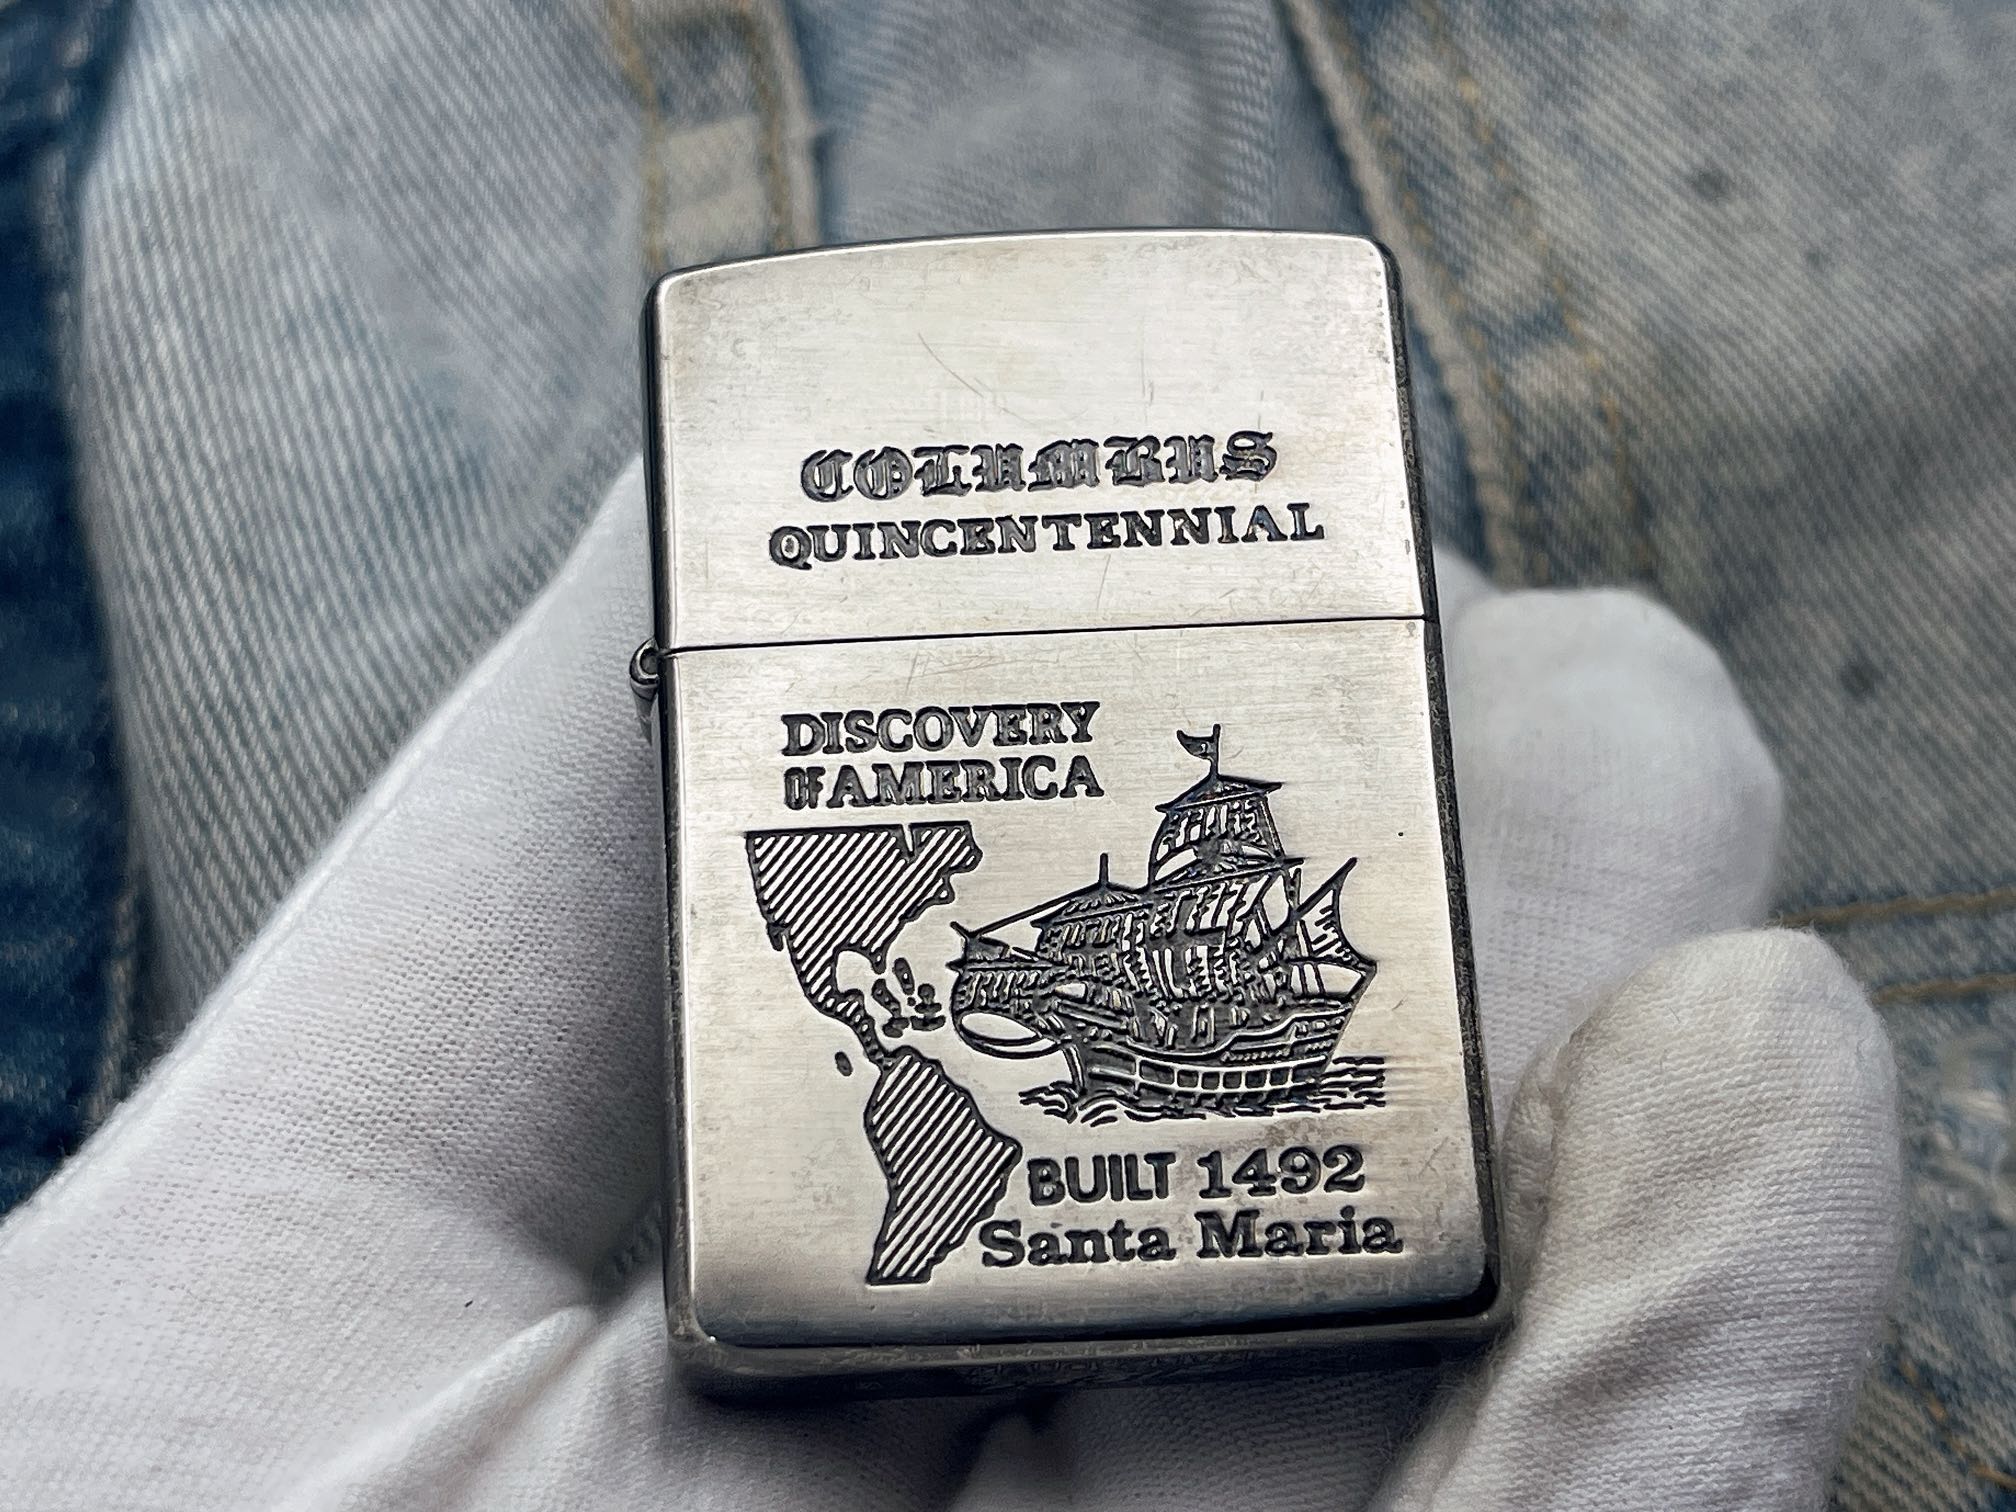 COLUMBUS
QUINCENTENNIAL
DISCOVERY
OF AMERICA
BUILT 1492
Santa Maria